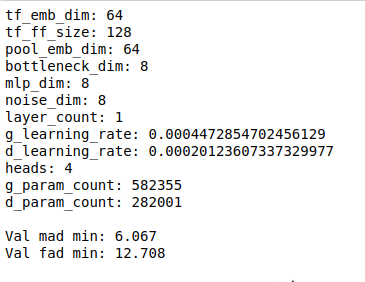 tf_emb_dim: 64
tf_ff_size: 128
pool_emb_dim: 64
bottleneck_dim: 8
mlp_dim: 8
noise_dim: 8
layer_count: 1
g_learning_rate: 0.0004472854702456129
d_learning_rate: 0.00020123607337329977
heads: 4
g_param_count: 582355
d_param_count: 282001
Val mad min: 6.067
Val fad min: 12.708